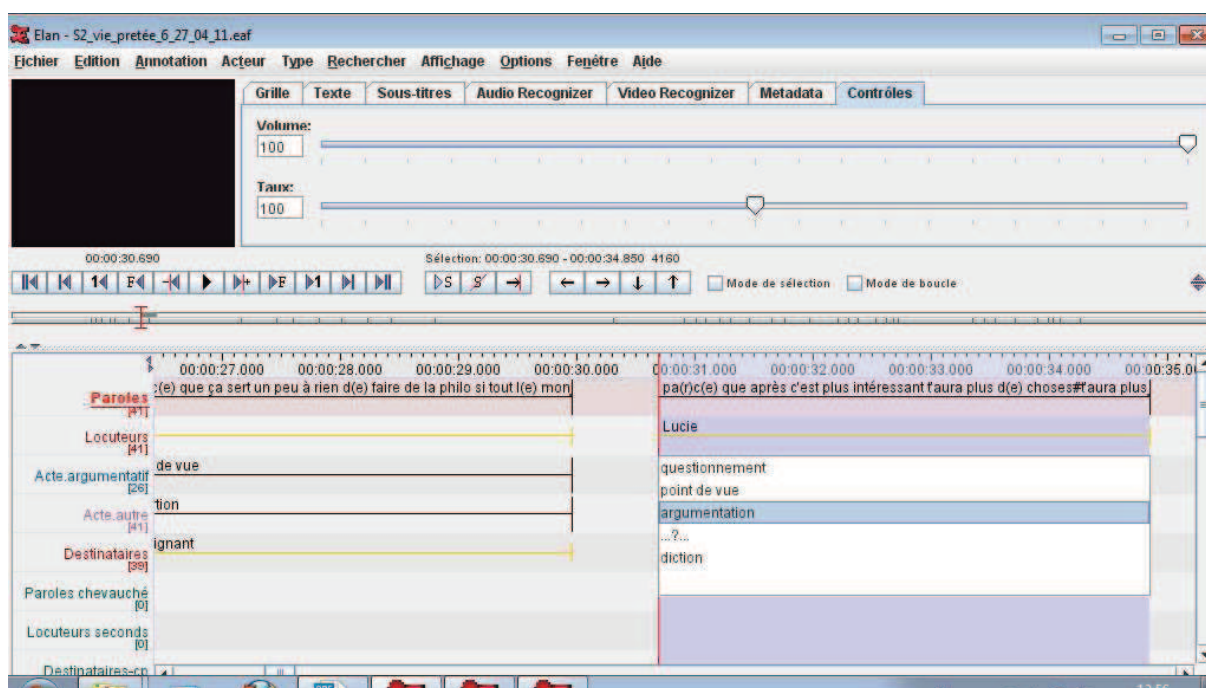 Elan - S2_vie_pretée_6_27_04_11.eaf
Fichier Edition Annotation Acteur Type Rechercher Affichage Options Fenêtre Aide
Grille Texte Sous-titres Audio Recognizer Video Recognizer Metadata Contrôles
Volume:
100
Taux:
100
00:00:30.690 Sélection: 00:00:30.690 - 00:00:34.850 4160
1 F + F 1 S S Mode de sélection Mode de boucle
00:00:27.000 00:00:28.000 00:00:29.000 00:00:30.000 00:00:31.000 00:00:32.000 00:00:33.000 00:00:34.000 00:00:35.0
Paroles :(e) que ça sert un peu à rien d(e) faire de la philo si tout l(e) mon pa(r)c(e) que après c'est plus intéressant t'aura plus d(e) choses#t'aura plus
[41]
Locuteurs Lucie
[41]
Acte.argumentatif de vue questionnement
[26] point de vue
Acte.autre tion argumentation
[41] ...?...
Destinataires ignant diction
[39]
Paroles chevauché
[0]
Locuteurs seconds
[0]
Destinataires-cp